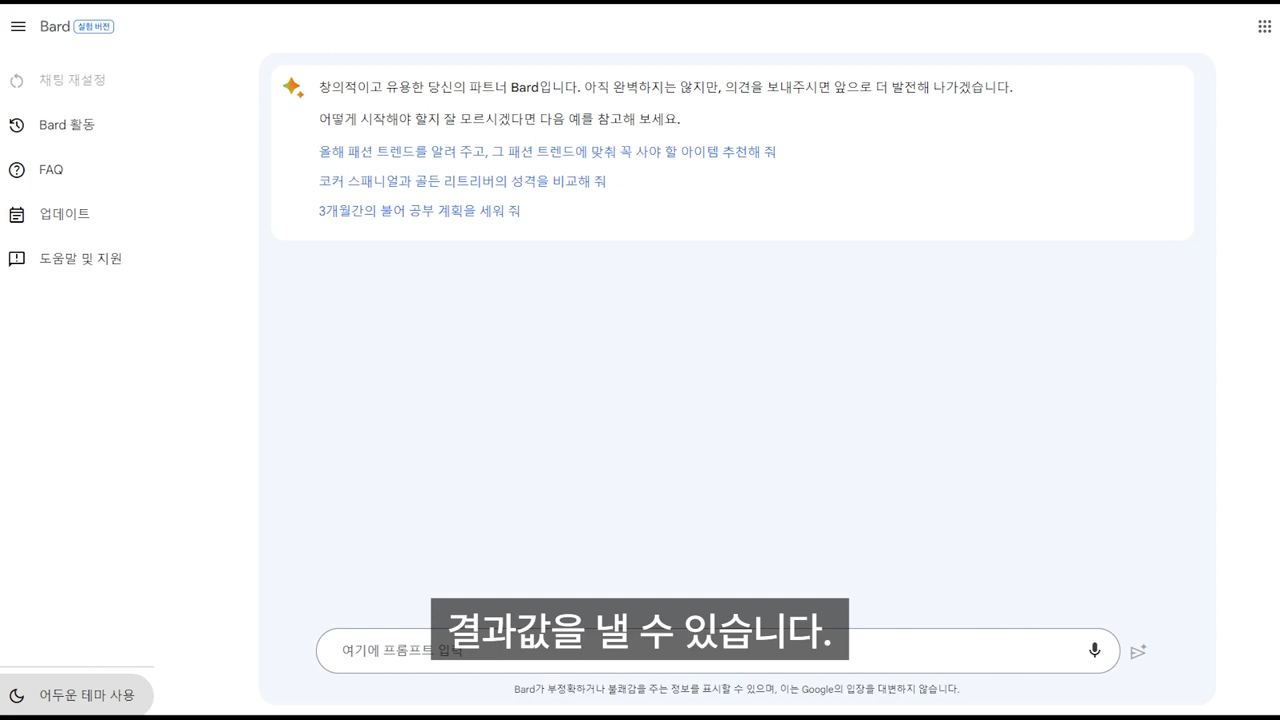 Bard 실험 버전
채팅 재설정
Bard 활동
FAQ
업데이트
도움말 및 지원
어두운 테마 사용
창의적이고 유용한 당신의 파트너 Bard입니다. 아직 완벽하지는 않지만, 의견을 보내주시면 앞으로 더 발전해 나가겠습니다.
어떻게 시작해야 할지 잘 모르시겠다면 다음 예를 참고해 보세요.
올해 패션 트렌드를 알려 주고, 그 패션 트렌드에 맞춰 꼭 사야 할 아이템 추천해 줘
코커 스패니얼과 골든 리트리버의 성격을 비교해 줘
3개월간의 불어 공부 계획을 세워 줘
결과값을 낼 수 있습니다.
여기에 프롬프트 입력
Bard가 부정확하거나 불쾌감을 주는 정보를 표시할 수 있으며, 이는 Google의 입장을 대변하지 않습니다.